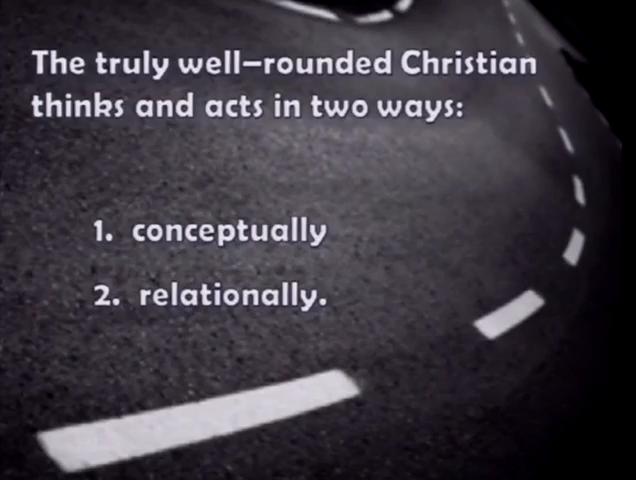 The truly well–rounded Christian
thinks and acts in two ways:
1. conceptually
2. relationally.